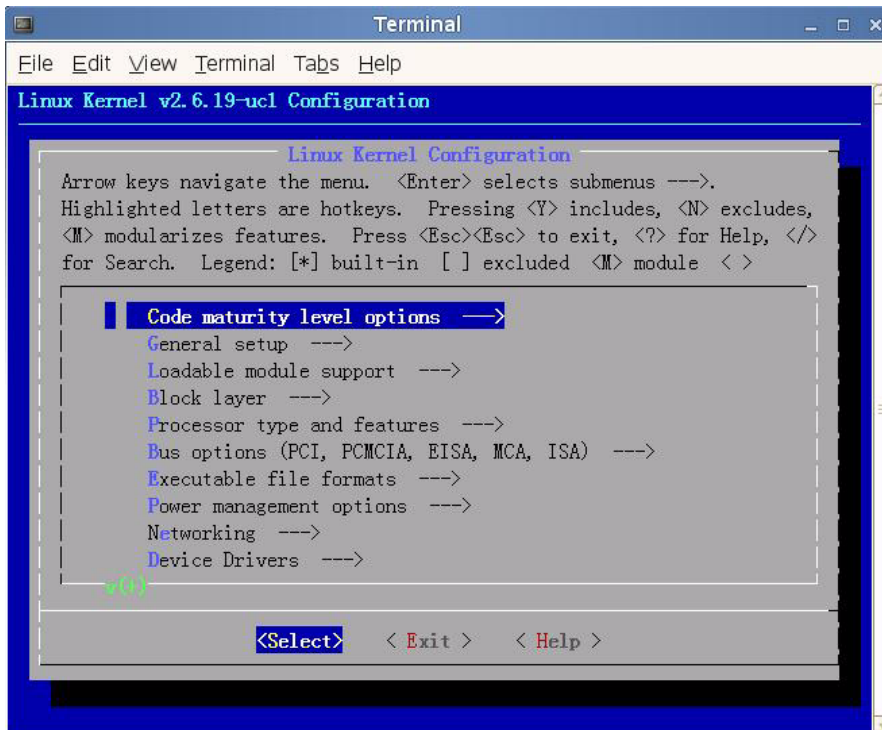 Terminal
File Edit View Terminal Tabs Help
Linux Kernel v2.6.19-uc1 Configuration
Linux Kernel Configuration
Arrow keys navigate the menu. <Enter> selects submenus --->.
Highlighted letters are hotkeys. Pressing <Y> includes, <N> excludes,
<M> modularizes features. Press <Esc><Esc> to exit, <?> for Help, </>
for Search. Legend: [*] built-in [ ] excluded <M> module < >
Code maturity level options --->
General setup --->
Loadable module support --->
Block layer --->
Processor type and features --->
Bus options (PCI, PCMCIA, EISA, MCA, ISA) --->
Executable file formats --->
Power management options --->
Networking --->
Device Drivers --->
v(+)
<Select> < Exit > < Help >